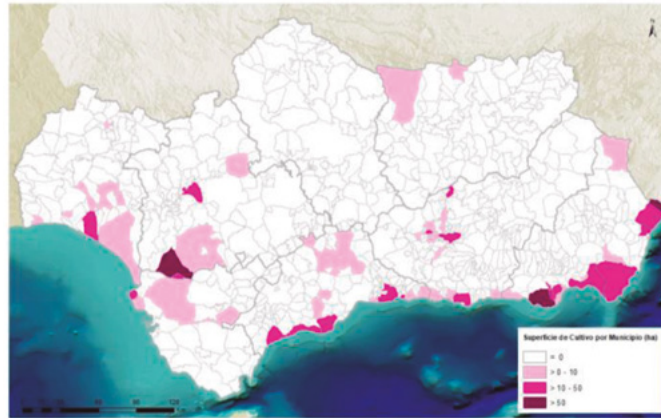 N
Superficie de Cultivo por Municipio (ha)
= 0
> 0 - 10
> 10 - 50
> 50